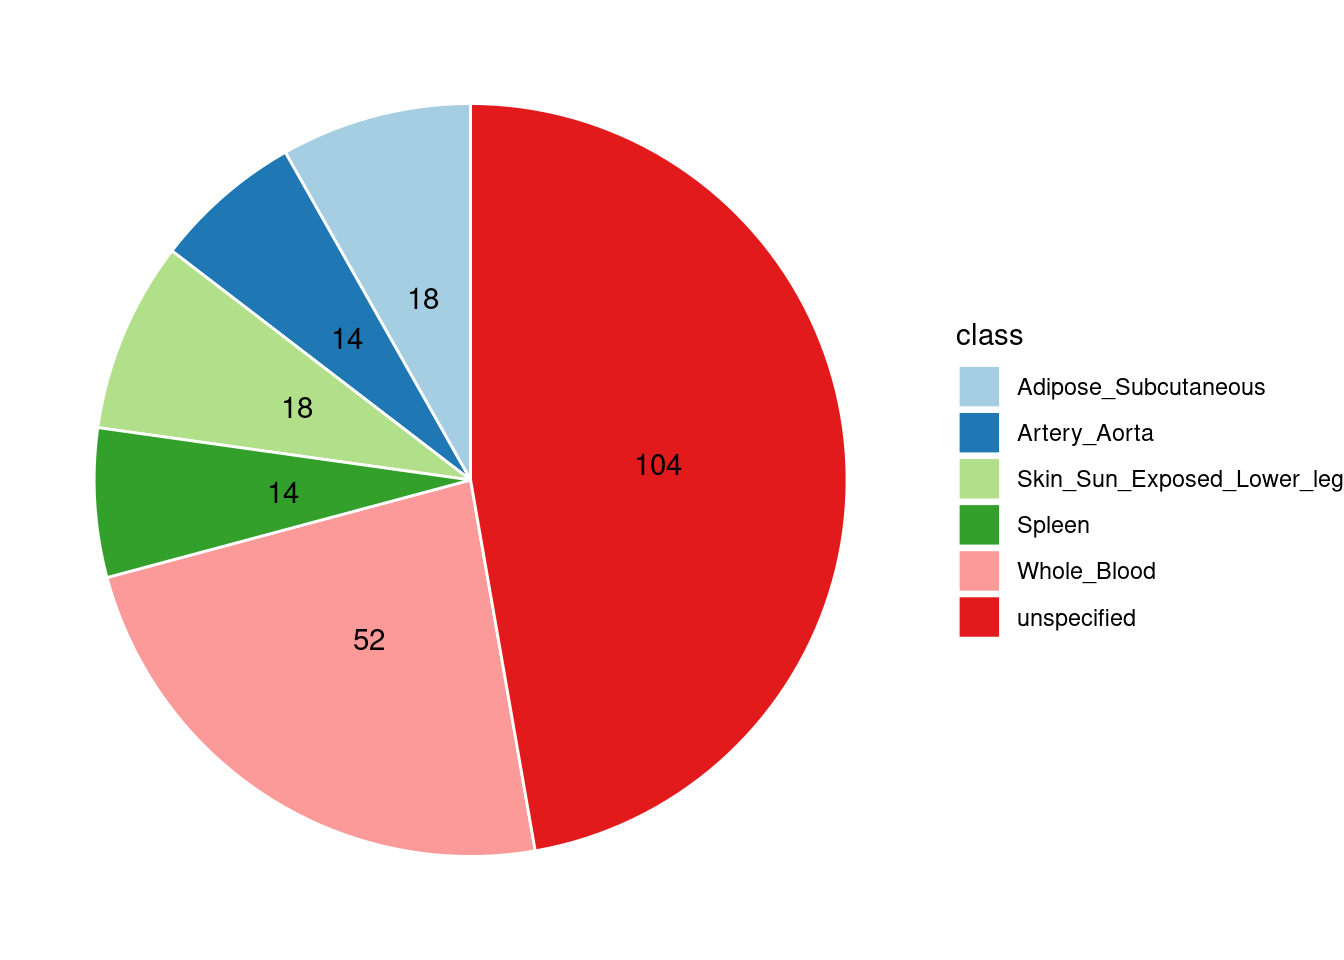 18
14
18
14
52
104
class
Adipose_Subcutaneous
Artery_Aorta
Skin_Sun_Exposed_Lower_leg
Spleen
Whole_Blood
unspecified